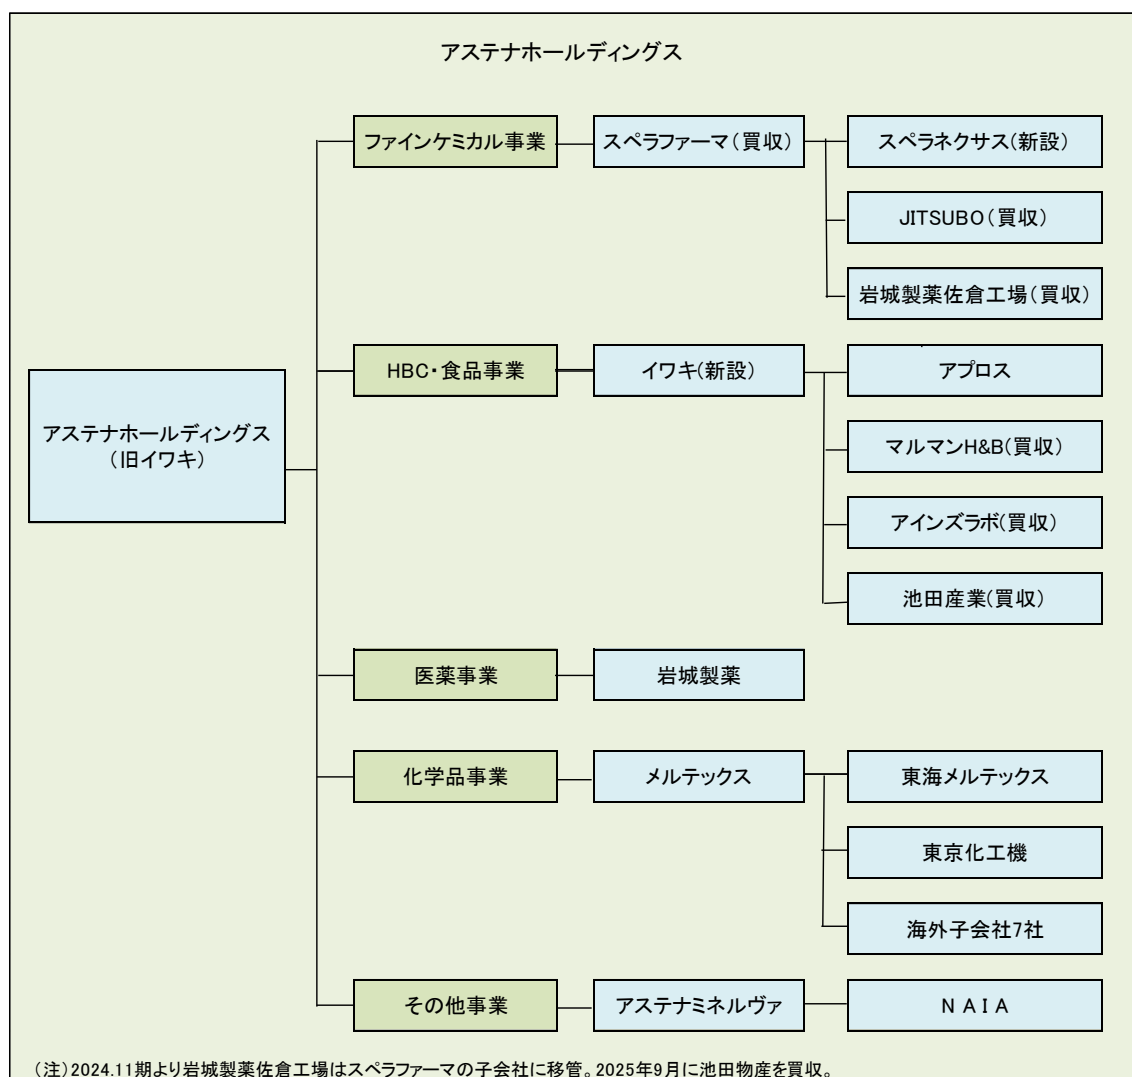 アステナホールディングス
ファインケミカル事業
スペラファーマ(買収)
スペラネクサス(新設)
JITSUBO(買収)
岩城製薬佐倉工場(買収)
HBC・食品事業
イワキ(新設)
アプロス
アステナホールディングス
(旧イワキ)
マルマンH&B(買収)
アインズラボ(買収)
池田産業(買収)
医薬事業
岩城製薬
化学品事業
メルテックス
東海メルテックス
東京化工機
海外子会社7社
その他事業
アステナミネルヴァ
NAIA
(注)2024.11期より岩城製薬佐倉工場はスペラファーマの子会社に移管。2025年9月に池田物産を買収。